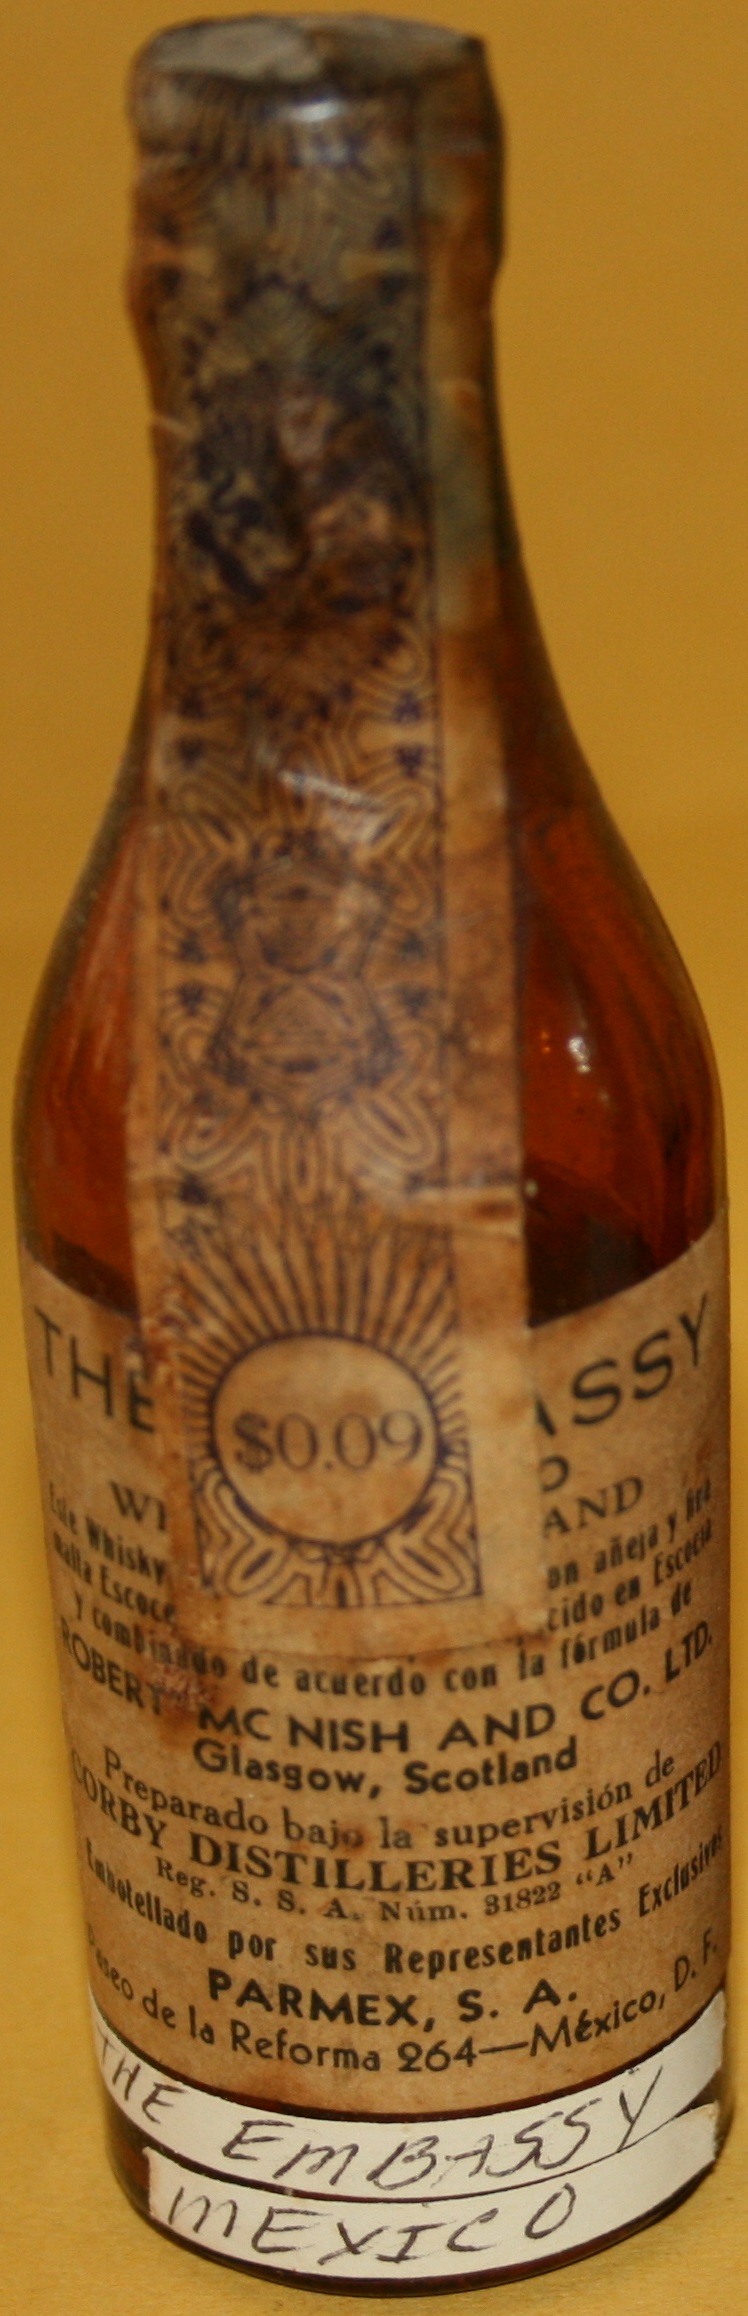 $0.09
THE ASSY
WI AND
Este Whisky on añeja y
malta Escoce cido en Escocia
y combinado de acuerdo con la fórmula de
ROBERT MC NISH AND CO. LTD.
Glasgow, Scotland
Preparado bajo la supervisión de
CORBY DISTILLERIES LIMITED
Reg. S. S. A. Núm. 31822 "A"
Embotellado por sus Representantes Exclusivos
PARMEX, S. A.
Paseo de la Reforma 264—México, D. F.
THE EMBASSY
MEXICO